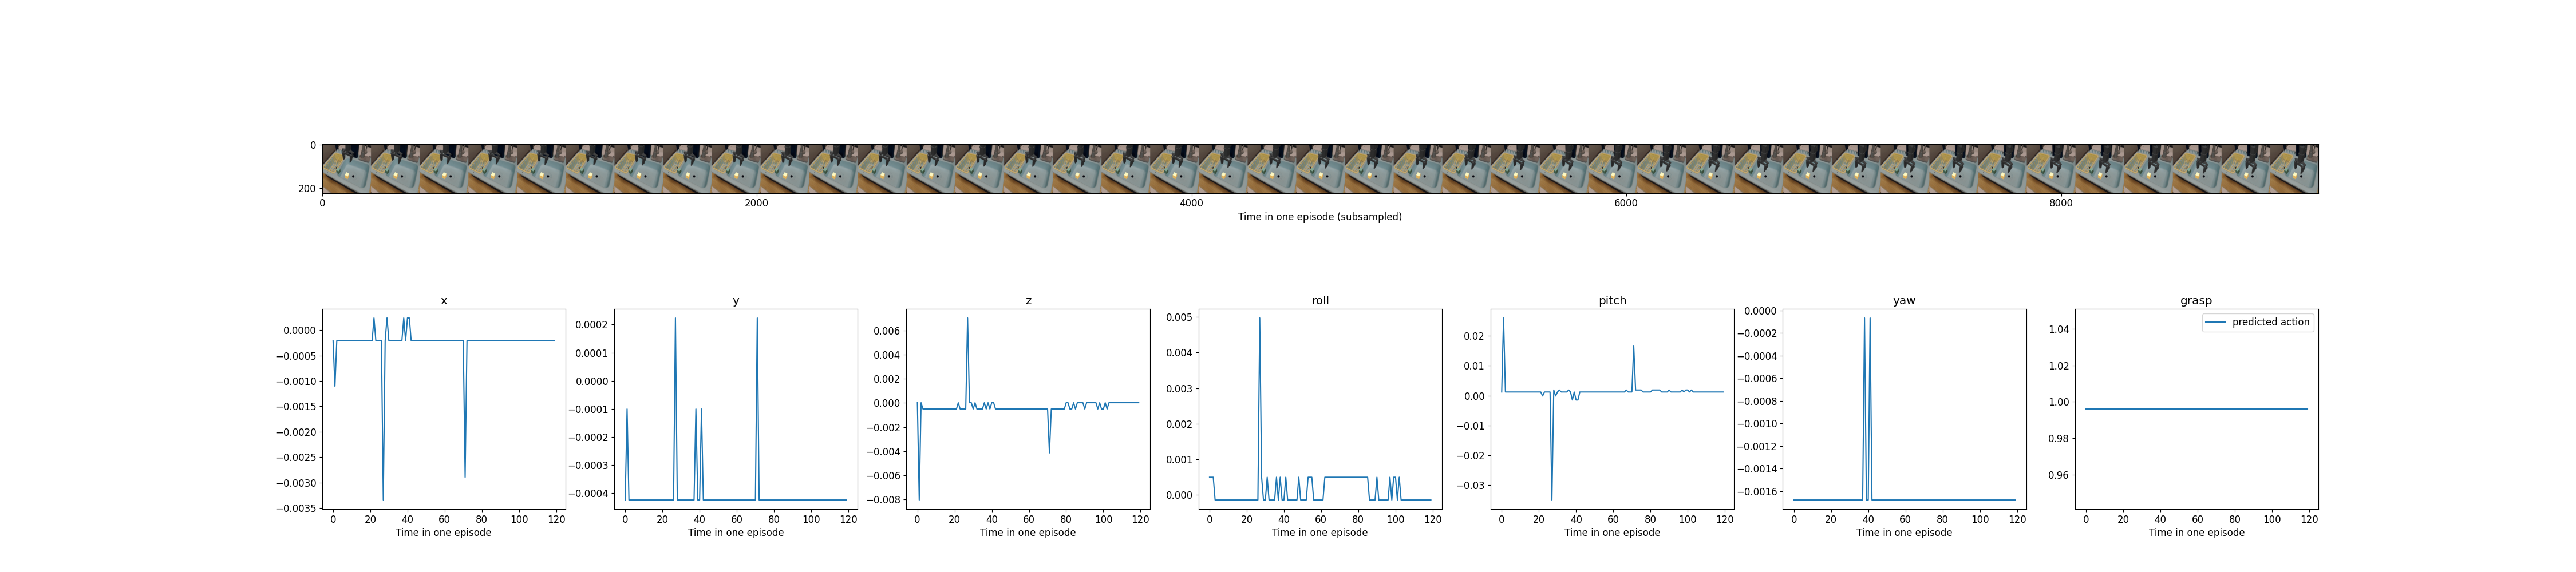 0
200
0 2000 4000 6000 8000
Time in one episode (subsampled)
x
0.0000
−0.0005
−0.0010
−0.0015
−0.0020
−0.0025
−0.0030
−0.0035
0 20 40 60 80 100 120
Time in one episode
y
0.0002
0.0001
0.0000
−0.0001
−0.0002
−0.0003
−0.0004
0 20 40 60 80 100 120
Time in one episode
z
0.006
0.004
0.002
0.000
−0.002
−0.004
−0.006
−0.008
0 20 40 60 80 100 120
Time in one episode
roll
0.005
0.004
0.003
0.002
0.001
0.000
0 20 40 60 80 100 120
Time in one episode
pitch
0.02
0.01
0.00
−0.01
−0.02
−0.03
0 20 40 60 80 100 120
Time in one episode
yaw
0.0000
−0.0002
−0.0004
−0.0006
−0.0008
−0.0010
−0.0012
−0.0014
−0.0016
0 20 40 60 80 100 120
Time in one episode
grasp
predicted action
1.04
1.02
1.00
0.98
0.96
0 20 40 60 80 100 120
Time in one episode